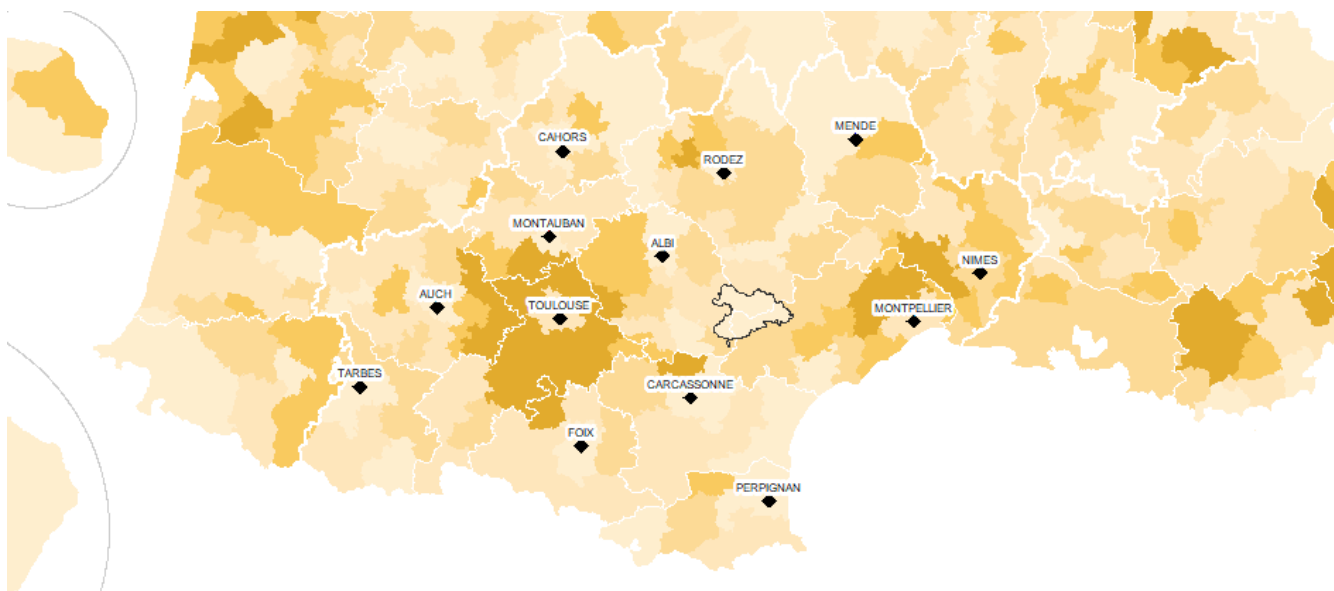 MENDE
CAHORS
RODEZ
MONTAUBAN
ALBI
NIMES
AUCH
TOULOUSE
MONTPELLIER
TARBES
CARCASSONNE
FOIX
PERPIGNAN